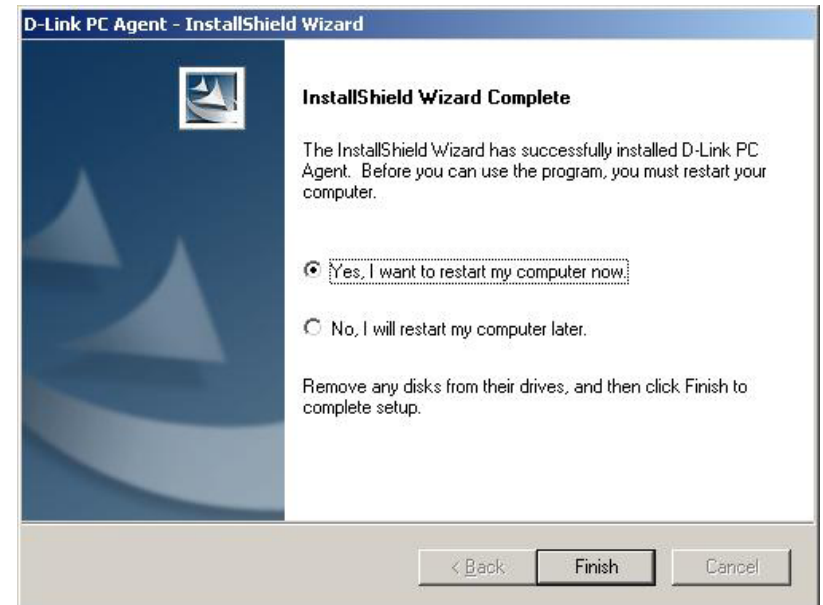 D-Link PC Agent - InstallShield Wizard
InstallShield Wizard Complete
The InstallShield Wizard has successfully installed D-Link PC
Agent. Before you can use the program, you must restart your
computer.
Yes, I want to restart my computer now.
No, I will restart my computer later.
Remove any disks from their drives, and then click Finish to
complete setup.
< Back
Finish
Cancel